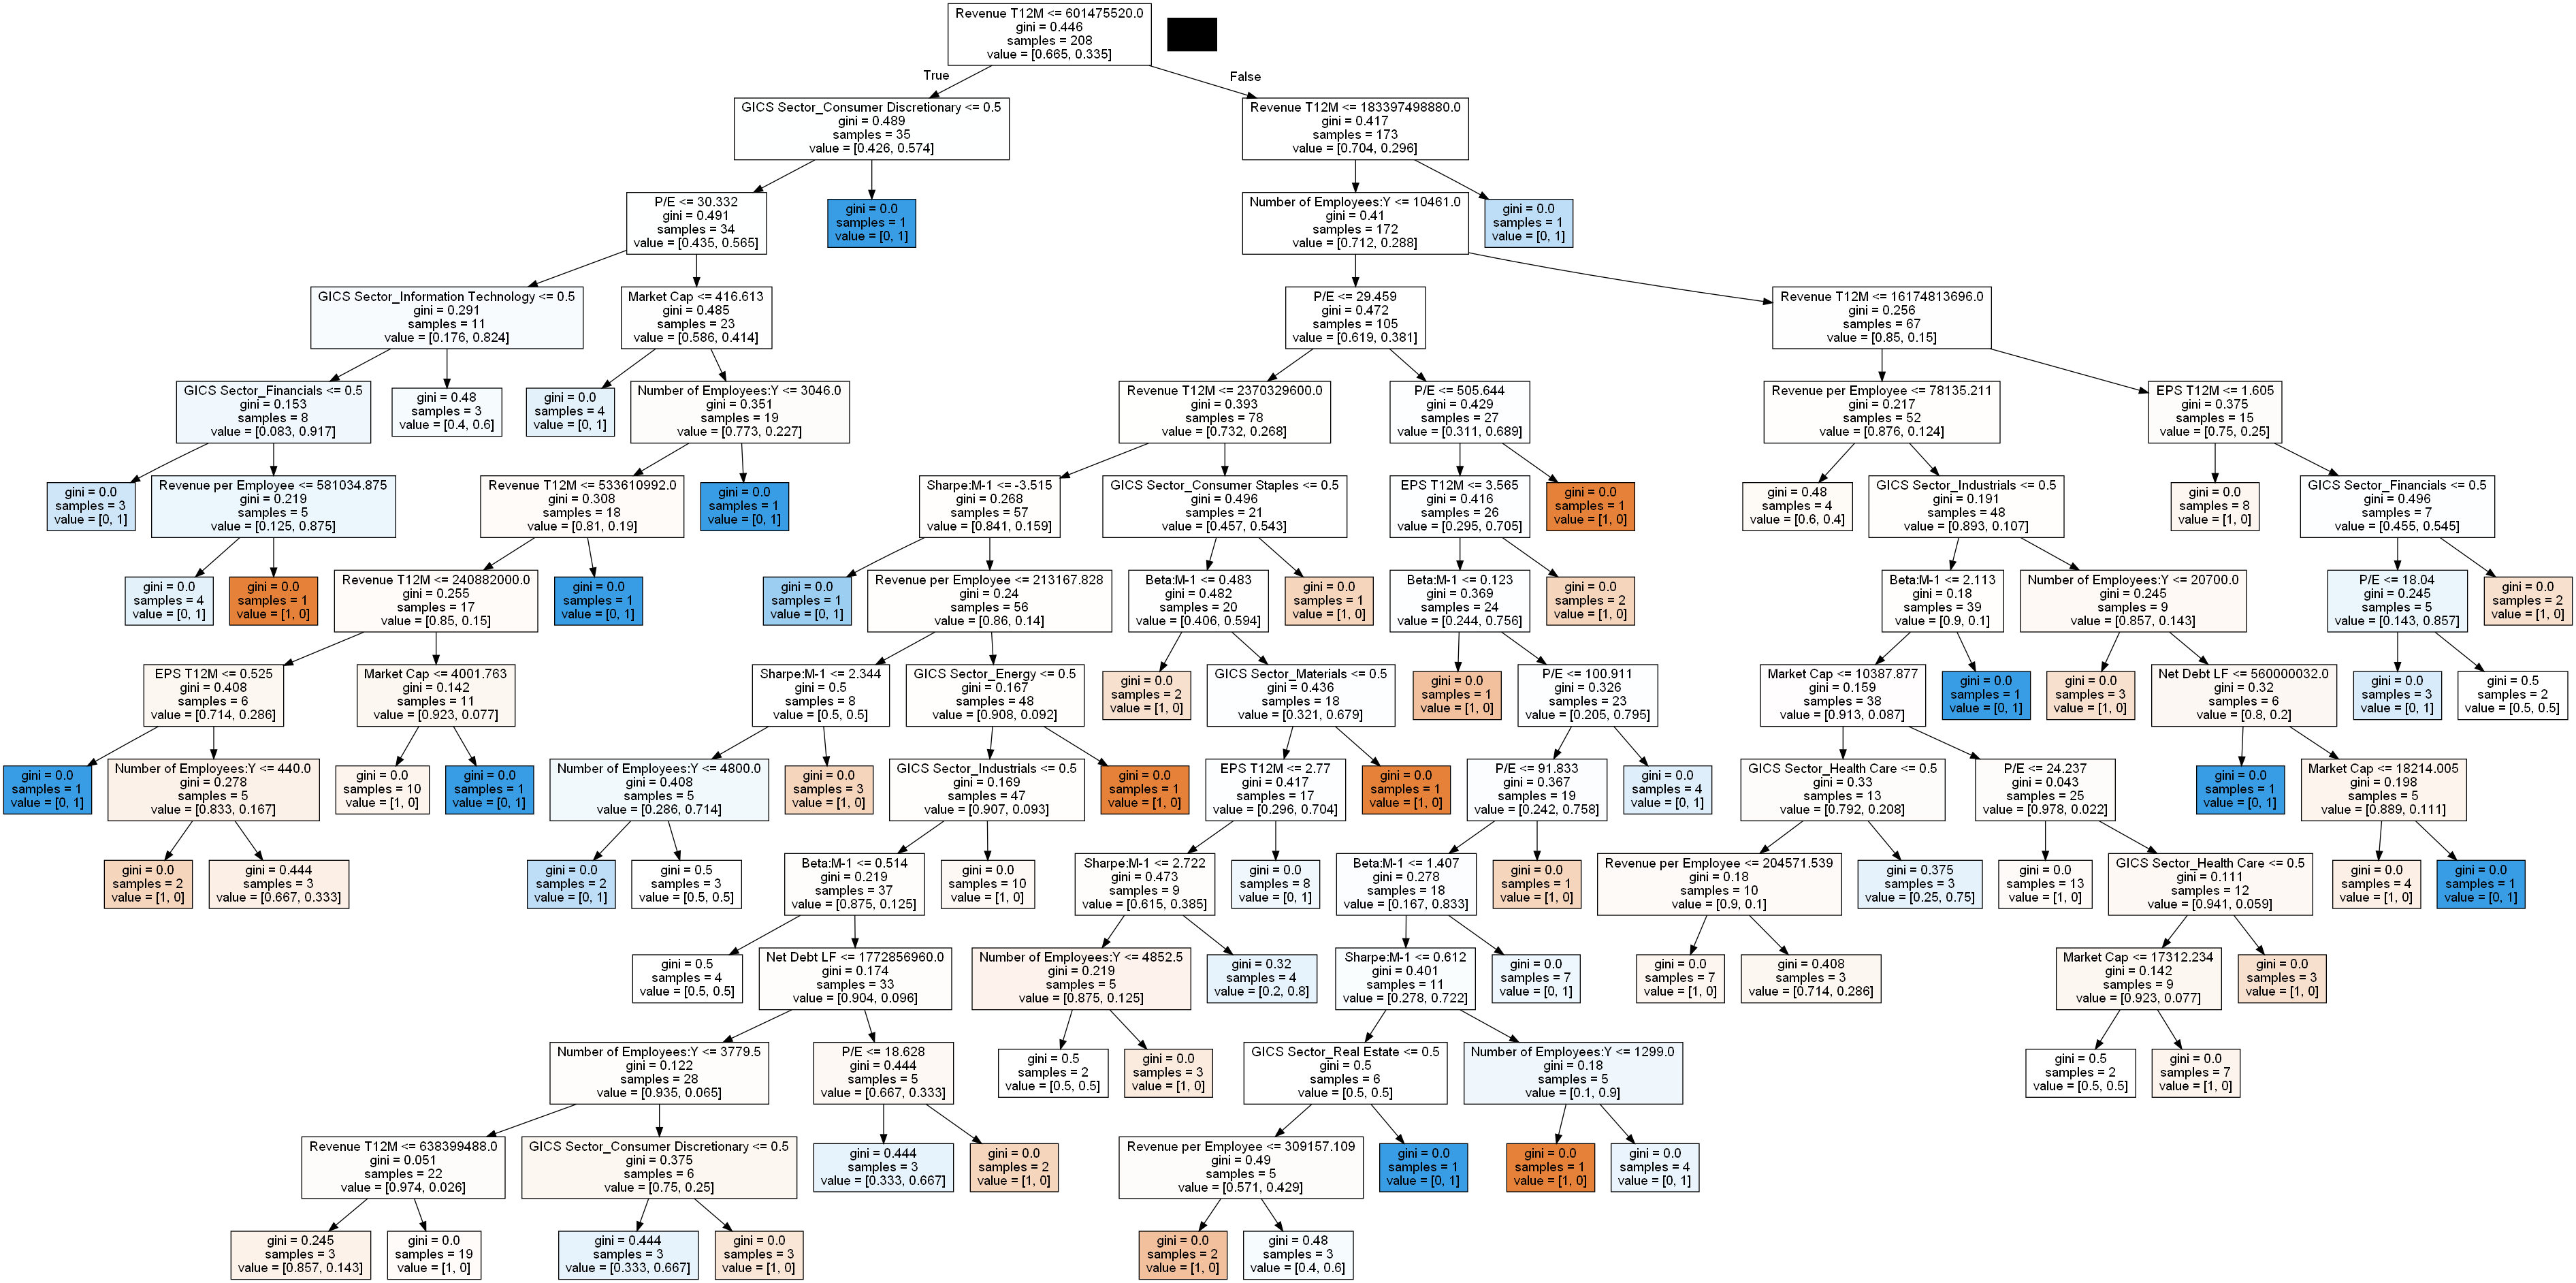 Revenue T12M <= 601475520.0
gini = 0.446
samples = 208
value = [0.665, 0.335]
True
False
GICS Sector_Consumer Discretionary <= 0.5
gini = 0.489
samples = 35
value = [0.426, 0.574]
Revenue T12M <= 183397498880.0
gini = 0.417
samples = 173
value = [0.704, 0.296]
P/E <= 30.332
gini = 0.491
samples = 34
value = [0.435, 0.565]
gini = 0.0
samples = 1
value = [0, 1]
Number of Employees:Y <= 10461.0
gini = 0.41
samples = 172
value = [0.712, 0.288]
gini = 0.0
samples = 1
value = [0, 1]
GICS Sector_Information Technology <= 0.5
gini = 0.291
samples = 11
value = [0.176, 0.824]
Market Cap <= 416.613
gini = 0.485
samples = 23
value = [0.586, 0.414]
P/E <= 29.459
gini = 0.472
samples = 105
value = [0.619, 0.381]
Revenue T12M <= 16174813696.0
gini = 0.256
samples = 67
value = [0.85, 0.15]
GICS Sector_Financials <= 0.5
gini = 0.153
samples = 8
value = [0.083, 0.917]
gini = 0.48
samples = 3
value = [0.4, 0.6]
gini = 0.0
samples = 4
value = [0, 1]
Number of Employees:Y <= 3046.0
gini = 0.351
samples = 19
value = [0.773, 0.227]
Revenue T12M <= 2370329600.0
gini = 0.393
samples = 78
value = [0.732, 0.268]
P/E <= 505.644
gini = 0.429
samples = 27
value = [0.311, 0.689]
Revenue per Employee <= 78135.211
gini = 0.217
samples = 52
value = [0.876, 0.124]
EPS T12M <= 1.605
gini = 0.375
samples = 15
value = [0.75, 0.25]
gini = 0.0
samples = 3
value = [0, 1]
Revenue per Employee <= 581034.875
gini = 0.219
samples = 5
value = [0.125, 0.875]
Revenue T12M <= 533610992.0
gini = 0.308
samples = 18
value = [0.81, 0.19]
gini = 0.0
samples = 1
value = [0, 1]
Sharpe:M-1 <= -3.515
gini = 0.268
samples = 57
value = [0.841, 0.159]
GICS Sector_Consumer Staples <= 0.5
gini = 0.496
samples = 21
value = [0.457, 0.543]
EPS T12M <= 3.565
gini = 0.416
samples = 26
value = [0.295, 0.705]
gini = 0.0
samples = 1
value = [1, 0]
gini = 0.48
samples = 4
value = [0.6, 0.4]
GICS Sector_Industrials <= 0.5
gini = 0.191
samples = 48
value = [0.893, 0.107]
gini = 0.0
samples = 8
value = [1, 0]
GICS Sector_Financials <= 0.5
gini = 0.496
samples = 7
value = [0.455, 0.545]
gini = 0.0
samples = 4
value = [0, 1]
gini = 0.0
samples = 1
value = [1, 0]
Revenue T12M <= 240882000.0
gini = 0.255
samples = 17
value = [0.85, 0.15]
gini = 0.0
samples = 1
value = [0, 1]
gini = 0.0
samples = 1
value = [0, 1]
Revenue per Employee <= 213167.828
gini = 0.24
samples = 56
value = [0.86, 0.14]
Beta:M-1 <= 0.483
gini = 0.482
samples = 20
value = [0.406, 0.594]
gini = 0.0
samples = 1
value = [1, 0]
Beta:M-1 <= 0.123
gini = 0.369
samples = 24
value = [0.244, 0.756]
gini = 0.0
samples = 2
value = [1, 0]
Beta:M-1 <= 2.113
gini = 0.18
samples = 39
value = [0.9, 0.1]
Number of Employees:Y <= 20700.0
gini = 0.245
samples = 9
value = [0.857, 0.143]
P/E <= 18.04
gini = 0.245
samples = 5
value = [0.143, 0.857]
gini = 0.0
samples = 2
value = [1, 0]
EPS T12M <= 0.525
gini = 0.408
samples = 6
value = [0.714, 0.286]
Market Cap <= 4001.763
gini = 0.142
samples = 11
value = [0.923, 0.077]
Sharpe:M-1 <= 2.344
gini = 0.5
samples = 8
value = [0.5, 0.5]
GICS Sector_Energy <= 0.5
gini = 0.167
samples = 48
value = [0.908, 0.092]
gini = 0.0
samples = 2
value = [1, 0]
GICS Sector_Materials <= 0.5
gini = 0.436
samples = 18
value = [0.321, 0.679]
gini = 0.0
samples = 1
value = [1, 0]
P/E <= 100.911
gini = 0.326
samples = 23
value = [0.205, 0.795]
Market Cap <= 10387.877
gini = 0.159
samples = 38
value = [0.913, 0.087]
gini = 0.0
samples = 1
value = [0, 1]
gini = 0.0
samples = 3
value = [1, 0]
Net Debt LF <= 560000032.0
gini = 0.32
samples = 6
value = [0.8, 0.2]
gini = 0.0
samples = 3
value = [0, 1]
gini = 0.5
samples = 2
value = [0.5, 0.5]
gini = 0.0
samples = 1
value = [0, 1]
Number of Employees:Y <= 440.0
gini = 0.278
samples = 5
value = [0.833, 0.167]
gini = 0.0
samples = 10
value = [1, 0]
gini = 0.0
samples = 1
value = [0, 1]
Number of Employees:Y <= 4800.0
gini = 0.408
samples = 5
value = [0.286, 0.714]
gini = 0.0
samples = 3
value = [1, 0]
GICS Sector_Industrials <= 0.5
gini = 0.169
samples = 47
value = [0.907, 0.093]
gini = 0.0
samples = 1
value = [1, 0]
EPS T12M <= 2.77
gini = 0.417
samples = 17
value = [0.296, 0.704]
gini = 0.0
samples = 1
value = [1, 0]
P/E <= 91.833
gini = 0.367
samples = 19
value = [0.242, 0.758]
gini = 0.0
samples = 4
value = [0, 1]
GICS Sector_Health Care <= 0.5
gini = 0.33
samples = 13
value = [0.792, 0.208]
P/E <= 24.237
gini = 0.043
samples = 25
value = [0.978, 0.022]
gini = 0.0
samples = 1
value = [0, 1]
Market Cap <= 18214.005
gini = 0.198
samples = 5
value = [0.889, 0.111]
gini = 0.0
samples = 2
value = [1, 0]
gini = 0.444
samples = 3
value = [0.667, 0.333]
gini = 0.0
samples = 2
value = [0, 1]
gini = 0.5
samples = 3
value = [0.5, 0.5]
Beta:M-1 <= 0.514
gini = 0.219
samples = 37
value = [0.875, 0.125]
gini = 0.0
samples = 10
value = [1, 0]
Sharpe:M-1 <= 2.722
gini = 0.473
samples = 9
value = [0.615, 0.385]
gini = 0.0
samples = 8
value = [0, 1]
Beta:M-1 <= 1.407
gini = 0.278
samples = 18
value = [0.167, 0.833]
gini = 0.0
samples = 1
value = [1, 0]
Revenue per Employee <= 204571.539
gini = 0.18
samples = 10
value = [0.9, 0.1]
gini = 0.375
samples = 3
value = [0.25, 0.75]
gini = 0.0
samples = 13
value = [1, 0]
GICS Sector_Health Care <= 0.5
gini = 0.111
samples = 12
value = [0.941, 0.059]
gini = 0.0
samples = 4
value = [1, 0]
gini = 0.0
samples = 1
value = [0, 1]
gini = 0.5
samples = 4
value = [0.5, 0.5]
Net Debt LF <= 1772856960.0
gini = 0.174
samples = 33
value = [0.904, 0.096]
Number of Employees:Y <= 4852.5
gini = 0.219
samples = 5
value = [0.875, 0.125]
gini = 0.32
samples = 4
value = [0.2, 0.8]
Sharpe:M-1 <= 0.612
gini = 0.401
samples = 11
value = [0.278, 0.722]
gini = 0.0
samples = 7
value = [0, 1]
gini = 0.0
samples = 7
value = [1, 0]
gini = 0.408
samples = 3
value = [0.714, 0.286]
Market Cap <= 17312.234
gini = 0.142
samples = 9
value = [0.923, 0.077]
gini = 0.0
samples = 3
value = [1, 0]
Number of Employees:Y <= 3779.5
gini = 0.122
samples = 28
value = [0.935, 0.065]
P/E <= 18.628
gini = 0.444
samples = 5
value = [0.667, 0.333]
gini = 0.5
samples = 2
value = [0.5, 0.5]
gini = 0.0
samples = 3
value = [1, 0]
GICS Sector_Real Estate <= 0.5
gini = 0.5
samples = 6
value = [0.5, 0.5]
Number of Employees:Y <= 1299.0
gini = 0.18
samples = 5
value = [0.1, 0.9]
gini = 0.5
samples = 2
value = [0.5, 0.5]
gini = 0.0
samples = 7
value = [1, 0]
Revenue T12M <= 638399488.0
gini = 0.051
samples = 22
value = [0.974, 0.026]
GICS Sector_Consumer Discretionary <= 0.5
gini = 0.375
samples = 6
value = [0.75, 0.25]
gini = 0.444
samples = 3
value = [0.333, 0.667]
gini = 0.0
samples = 2
value = [1, 0]
Revenue per Employee <= 309157.109
gini = 0.49
samples = 5
value = [0.571, 0.429]
gini = 0.0
samples = 1
value = [0, 1]
gini = 0.0
samples = 1
value = [1, 0]
gini = 0.0
samples = 4
value = [0, 1]
gini = 0.245
samples = 3
value = [0.857, 0.143]
gini = 0.0
samples = 19
value = [1, 0]
gini = 0.444
samples = 3
value = [0.333, 0.667]
gini = 0.0
samples = 3
value = [1, 0]
gini = 0.0
samples = 2
value = [1, 0]
gini = 0.48
samples = 3
value = [0.4, 0.6]